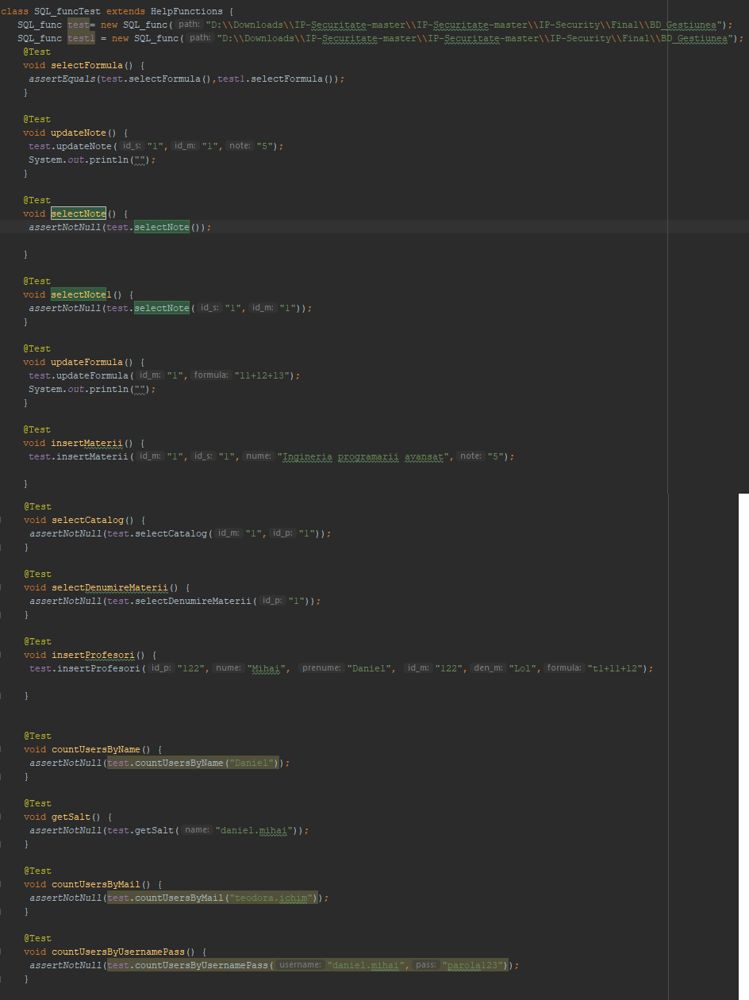 class SQL_funcTest extends HelpFunctions {
SQL_func test= new SQL_func( path: "D:\\Downloads\\IP-Securitate-master\\IP-Securitate-master\\IP-Security\\Final\\BD_Gestiunea");
SQL_func test1 = new SQL_func( path: "D:\\Downloads\\IP-Securitate-master\\IP-Securitate-master\\IP-Security\\Final\\BD_Gestiunea");
@Test
void selectFormula() {
assertEquals(test.selectFormula(),test1.selectFormula());
}
@Test
void updateNote() {
test.updateNote( id_s: "1", id_m: "1", note: "5");
System.out.println("");
}
@Test
void selectNote() {
assertNotNull(test.selectNote());
}
@Test
void selectNote1() {
assertNotNull(test.selectNote( id_s: "1", id_m: "1"));
}
@Test
void updateFormula() {
test.updateFormula( id_m: "1", formula: "l1+l2+l3");
System.out.println("");
}
@Test
void insertMaterii() {
test.insertMaterii( id_m: "1", id_s: "1", nume: "Ingineria programarii avansat", note: "5");
}
@Test
void selectCatalog() {
assertNotNull(test.selectCatalog( id_m: "1", id_p: "1"));
}
@Test
void selectDenumireMaterii() {
assertNotNull(test.selectDenumireMaterii( id_p: "1"));
}
@Test
void insertProfesori() {
test.insertProfesori( id_p: "122", nume: "Mihai", prenume: "Daniel", id_m: "122", den_m: "Lol", formula: "t1+l1+l2");
}
@Test
void countUsersByName() {
assertNotNull(test.countUsersByName("Daniel"));
}
@Test
void getSalt() {
assertNotNull(test.getSalt( name: "daniel.mihai"));
}
@Test
void countUsersByMail() {
assertNotNull(test.countUsersByMail("teodora.ichim"));
}
@Test
void countUsersByUsernamePass() {
assertNotNull(test.countUsersByUsernamePass( username: "daniel.mihai", pass: "parola123"));
}